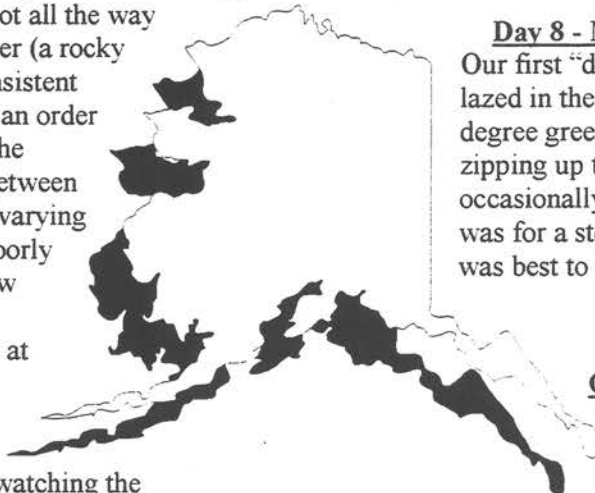 ot all the way
er (a rocky
nsistent
an order
he
etween
varying
oorly
w
at
watching the
Day 8 -
Our first "d
lazed in the
degree gree
zipping up t
occasionally
was for a sto
was best to